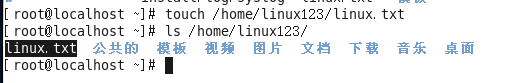 [root@localhost ~]# touch /home/linux123/linux.txt
[root@localhost ~]# ls /home/linux123/
linux.txt 公共的 模板 视频 图片 文档 下载 音乐 桌面
[root@localhost ~]#